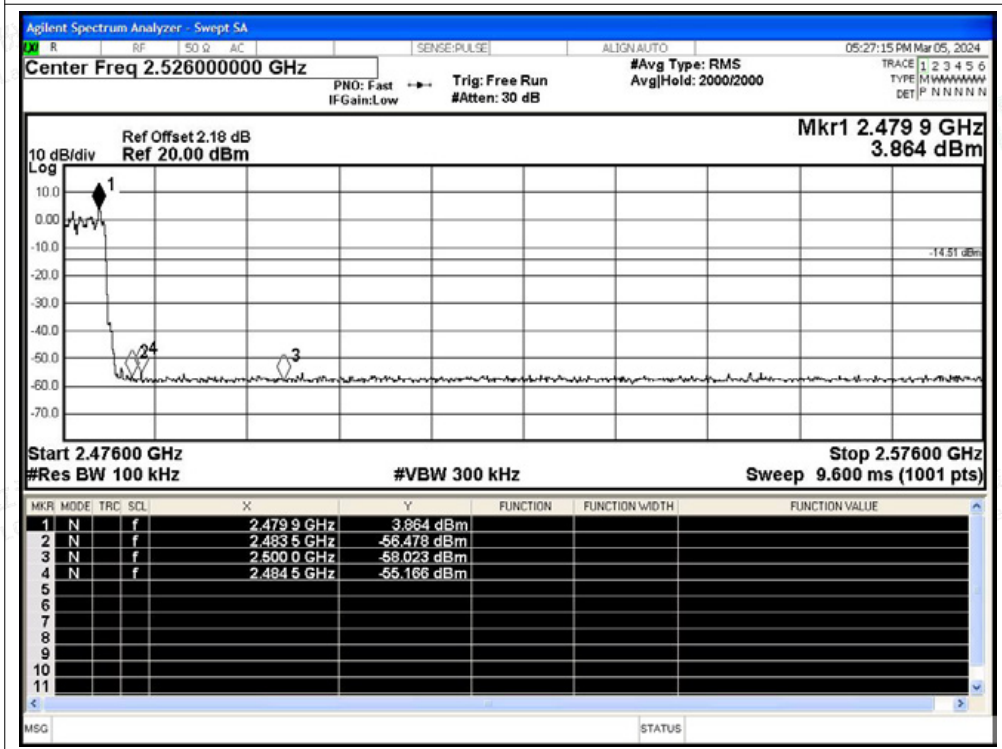 Agilent Spectrum Analyzer - Swept SA
LXI R RF 50 Ω AC SENSE:PULSE ALIGN AUTO 05:27:15 PM Mar 05, 2024
Center Freq 2.526000000 GHz #Avg Type: RMS TRACE 1 2 3 4 5 6
PNO: Fast Trig: Free Run Avg|Hold: 2000/2000 TYPE M WWWWW
IFGain:Low #Atten: 30 dB DET P N N N N N
Mkr1 2.479 9 GHz
Ref Offset 2.18 dB
10 dB/div Ref 20.00 dBm 3.864 dBm
Log
10.0
1
0.00
-10.0
-14.51 dBm
-20.0
-30.0
-40.0
-50.0
2 4 3
-60.0
-70.0
Start 2.47600 GHz Stop 2.57600 GHz
#Res BW 100 kHz #VBW 300 kHz Sweep 9.600 ms (1001 pts)
MKR MODE TRC SCL X Y FUNCTION FUNCTION WIDTH FUNCTION VALUE
1 N f 2.479 9 GHz 3.864 dBm
2 N f 2.483 5 GHz -56.478 dBm
3 N f 2.500 0 GHz -58.023 dBm
4 N f 2.484 5 GHz -55.166 dBm
5
6
7
8
9
10
11
MSG STATUS